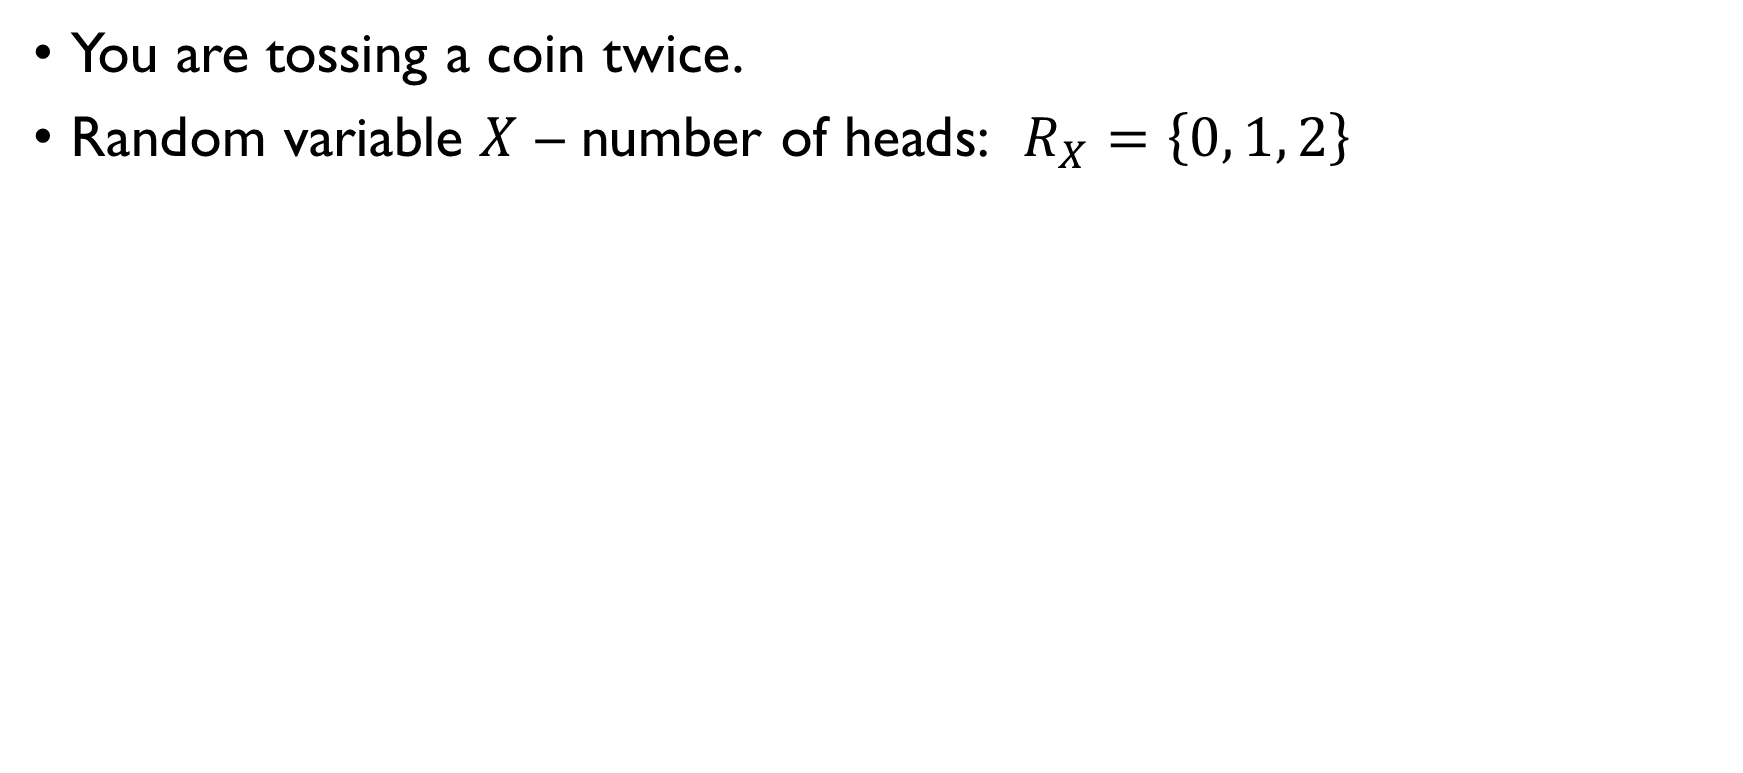 • You are tossing a coin twice.
• Random variable X – number of heads: R_X = {0, 1, 2}